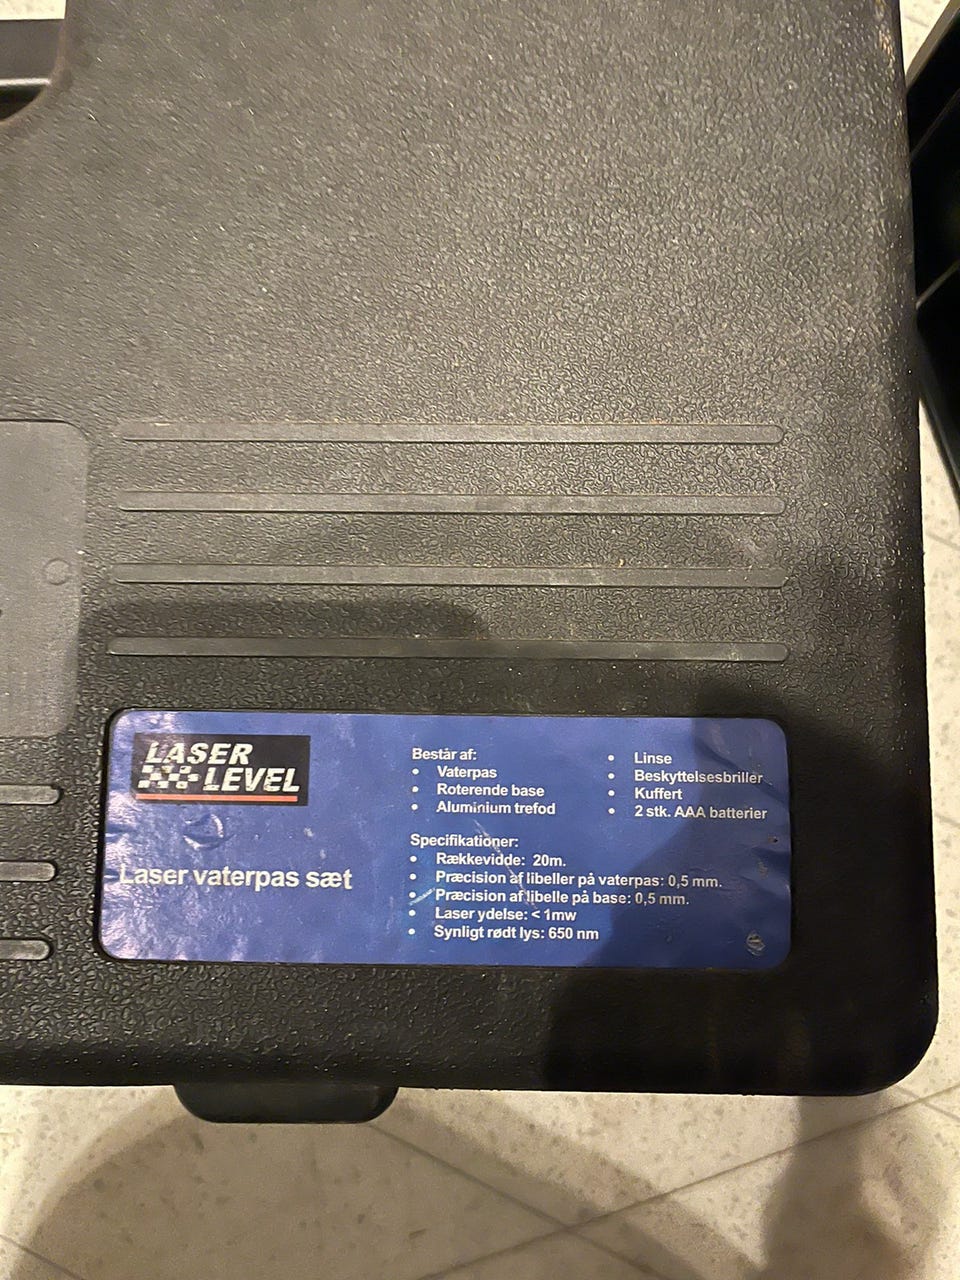 LASER
LEVEL
Laser vaterpas sæt
Består af:
• Vaterpas
• Roterende base
• Aluminium trefod
• Linse
• Beskyttelsesbriller
• Kuffert
• 2 stk. AAA batterier
Specifikationer:
• Rækkevidde: 20m.
• Præcision af libeller på vaterpas: 0,5 mm.
• Præcision af libelle på base: 0,5 mm.
• Laser ydelse: < 1mw
• Synligt rødt lys: 650 nm